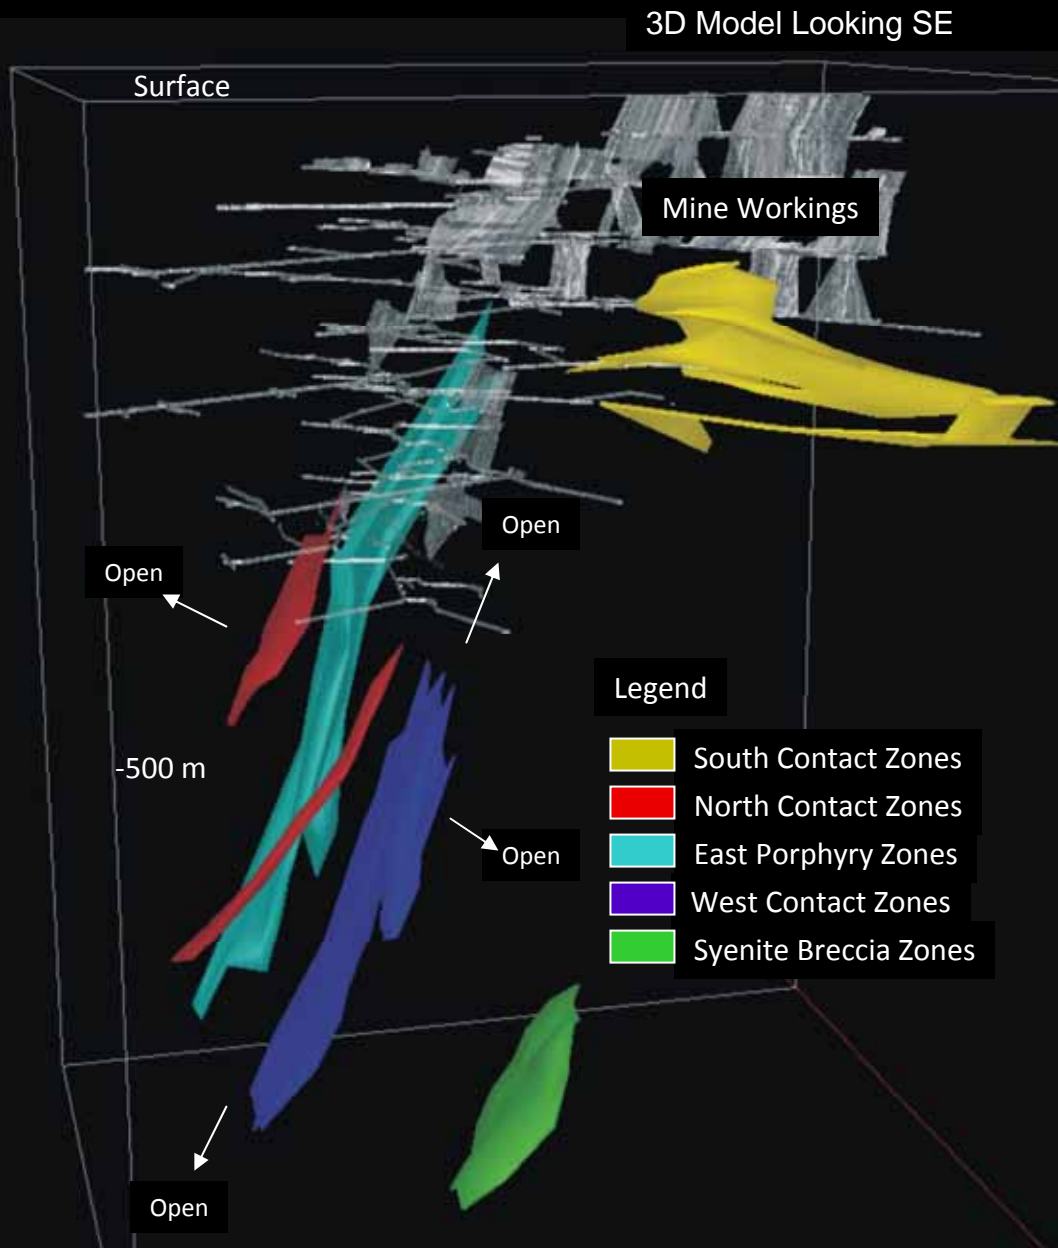 3D Model Looking SE
Surface
Mine Workings
Open
Open
Legend
-500 m
South Contact Zones
North Contact Zones
East Porphyry Zones
Open
West Contact Zones
Syenite Breccia Zones
Open